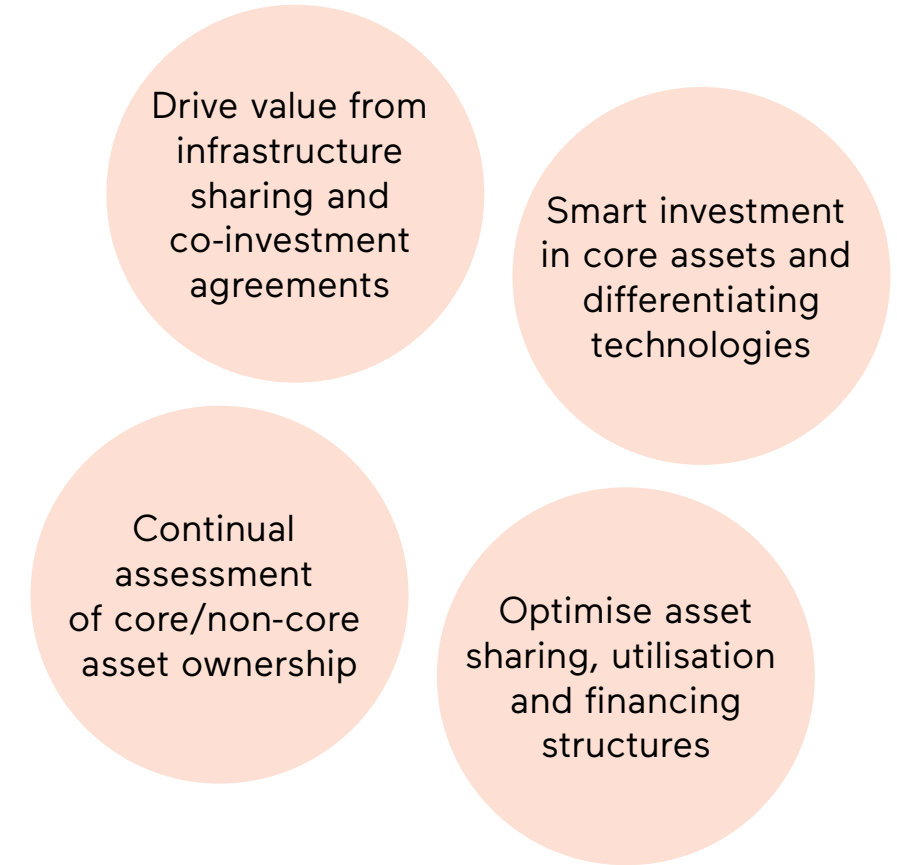 Drive value from
infrastructure
sharing and
co-investment
agreements
Smart investment
in core assets and
differentiating
technologies
Continual
assessment
of core/non-core
asset ownership
Optimise asset
sharing, utilisation
and financing
structures